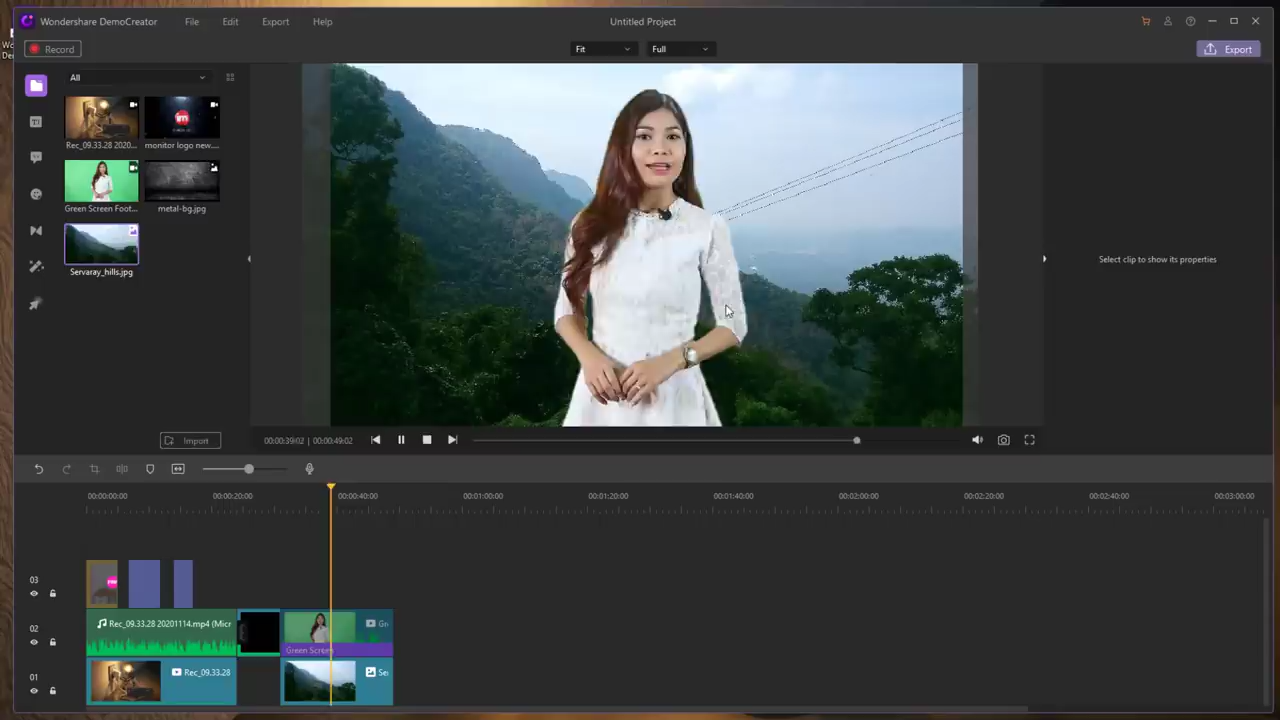 Wondershare DemoCreator
File
Edit
Export
Help
Untitled Project
Record
Fit
Full
Export
All
Rec_09.33.28 2020...
monitor logo new....
im
Green Screen Foot...
metal-bg.jpg
Servaray_hills.jpg
Select clip to show its properties
Import
00:00:39:02 | 00:00:49:02
00:00:00:00
00:00:20:00
00:00:40:00
00:01:00:00
00:01:20:00
00:01:40:00
00:02:00:00
00:02:20:00
00:02:40:00
00:03:00:00
03
02
Rec_09.33.28 20201114.mp4 (Micr
Gr
Green Screen
01
Rec_09.33.28
Ser